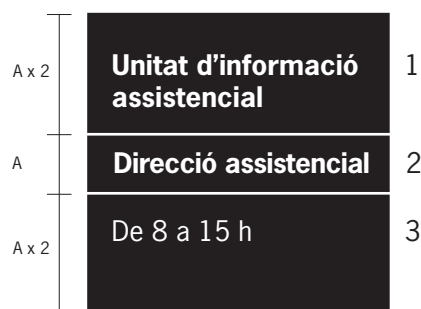 A x 2
Unitat d’informació
assistencial
1
A
Direcció assistencial
2
A x 2
De 8 a 15 h
3